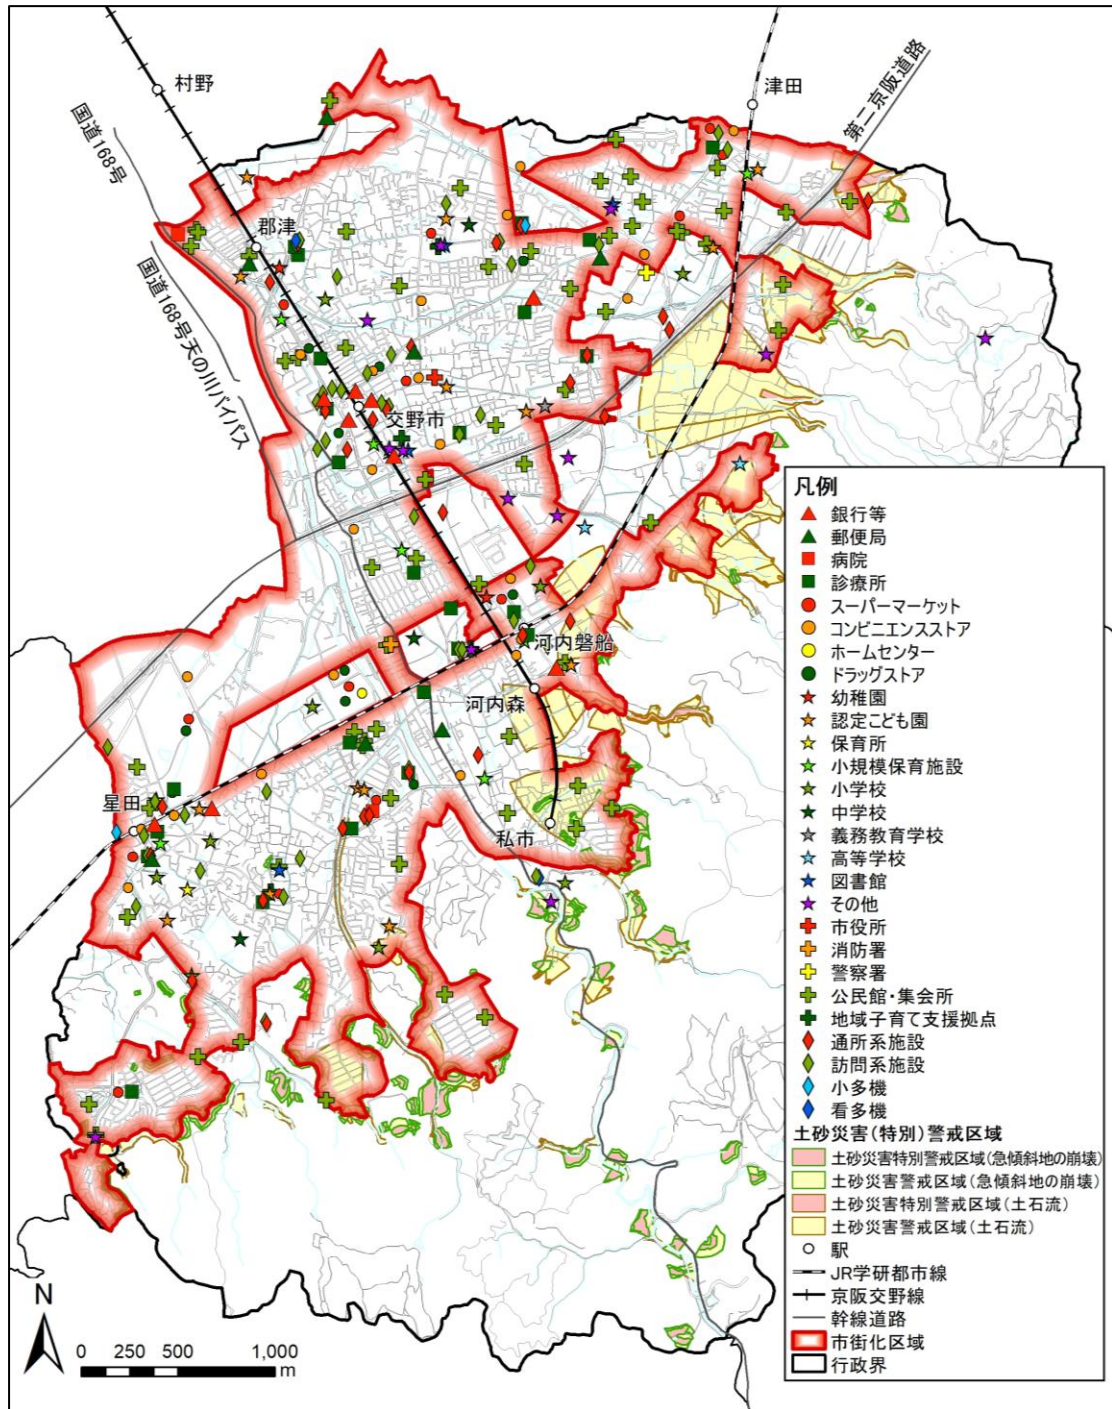 村野
津田
国道168号
第二京阪道路
郡津
国道168号天の川バイパス
交野市
河内磐船
河内森
星田
私市
凡例
銀行等
郵便局
病院
診療所
スーパーマーケット
コンビニエンスストア
ホームセンター
ドラッグストア
幼稚園
認定こども園
保育所
小規模保育施設
小学校
中学校
義務教育学校
高等学校
図書館
その他
市役所
消防署
警察署
公民館・集会所
地域子育て支援拠点
通所系施設
訪問系施設
小多機
看多機
土砂災害(特別)警戒区域
土砂災害特別警戒区域(急傾斜地の崩壊)
土砂災害警戒区域(急傾斜地の崩壊)
土砂災害特別警戒区域(土石流)
土砂災害警戒区域(土石流)
駅
JR学研都市線
京阪交野線
幹線道路
市街化区域
行政界
N
0 250 500 1,000
m